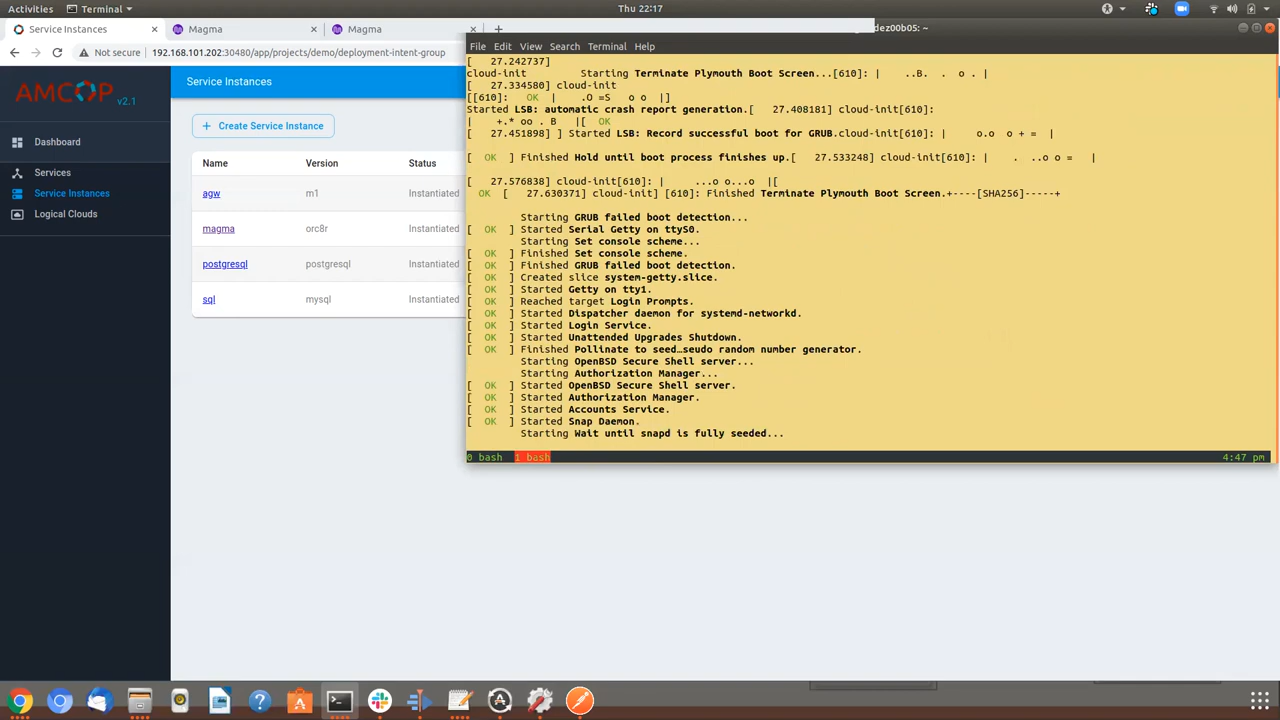 Activities Terminal Thu 22:17
Service Instances Magma Magma
Not secure 192.168.101.202:30480/app/projects/demo/deployment-intent-group
AMCOP v2.1
Dashboard
Services
Service Instances
Logical Clouds
Service Instances
Create Service Instance
Name Version Status
agw m1 Instantiated
magma orc8r Instantiated
postgresql postgresql Instantiated
sql mysql Instantiated
dez00b05: ~
File Edit View Search Terminal Help
[ 27.242737]
cloud-init Starting Terminate Plymouth Boot Screen...[610]: | ..B. . o . |
[ 27.334580] cloud-init
[[610]: OK |.O =S o o |]
Started LSB: automatic crash report generation.[ 27.408181] cloud-init[610]:
| +.* oo . B |[ OK
[ 27.451898] ] Started LSB: Record successful boot for GRUB.cloud-init[610]: | o.o o + = |
[ OK ] Finished Hold until boot process finishes up.[ 27.533248] cloud-init[610]: | . ..o o = |
[ 27.576838] cloud-init[610]: | ...o o...o |[
OK [ 27.630371] cloud-init] [610]: Finished Terminate Plymouth Boot Screen.+----[SHA256]-----+
Starting GRUB failed boot detection...
[ OK ] Started Serial Getty on ttyS0.
Starting Set console scheme...
[ OK ] Finished Set console scheme.
[ OK ] Finished GRUB failed boot detection.
[ OK ] Created slice system-getty.slice.
[ OK ] Started Getty on tty1.
[ OK ] Reached target Login Prompts.
[ OK ] Started Dispatcher daemon for systemd-networkd.
[ OK ] Started Login Service.
[ OK ] Started Unattended Upgrades Shutdown.
[ OK ] Finished Pollinate to seed…seudo random number generator.
Starting OpenBSD Secure Shell server...
Starting Authorization Manager...
[ OK ] Started OpenBSD Secure Shell server.
[ OK ] Started Authorization Manager.
[ OK ] Started Accounts Service.
[ OK ] Started Snap Daemon.
Starting Wait until snapd is fully seeded...
0 bash 1 bash 4:47 pm